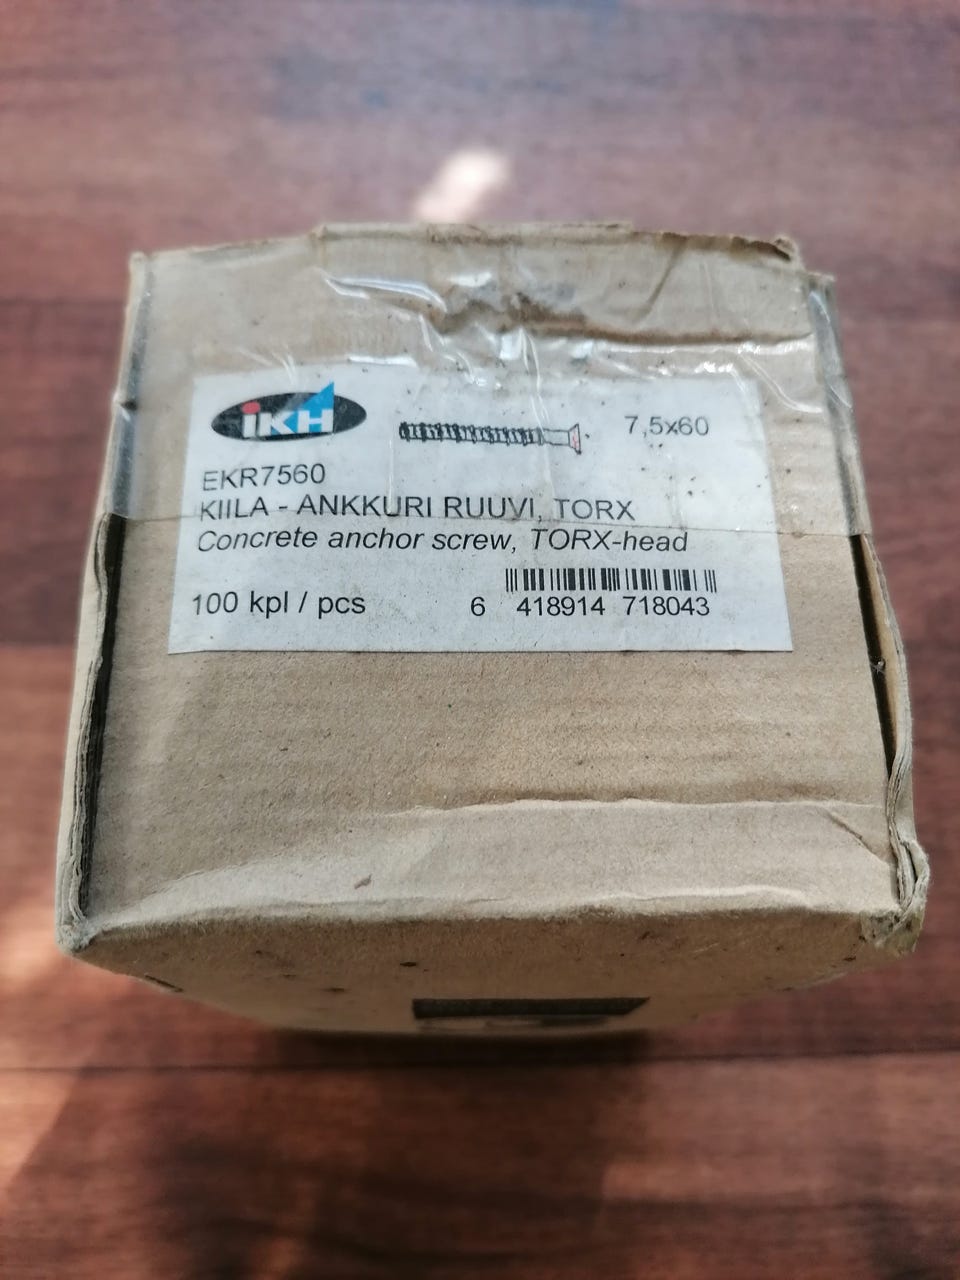 iKH
7,5x60
EKR7560
KIILA - ANKKURI RUUVI, TORX
Concrete anchor screw, TORX-head
100 kpl / pcs
6 418914 718043